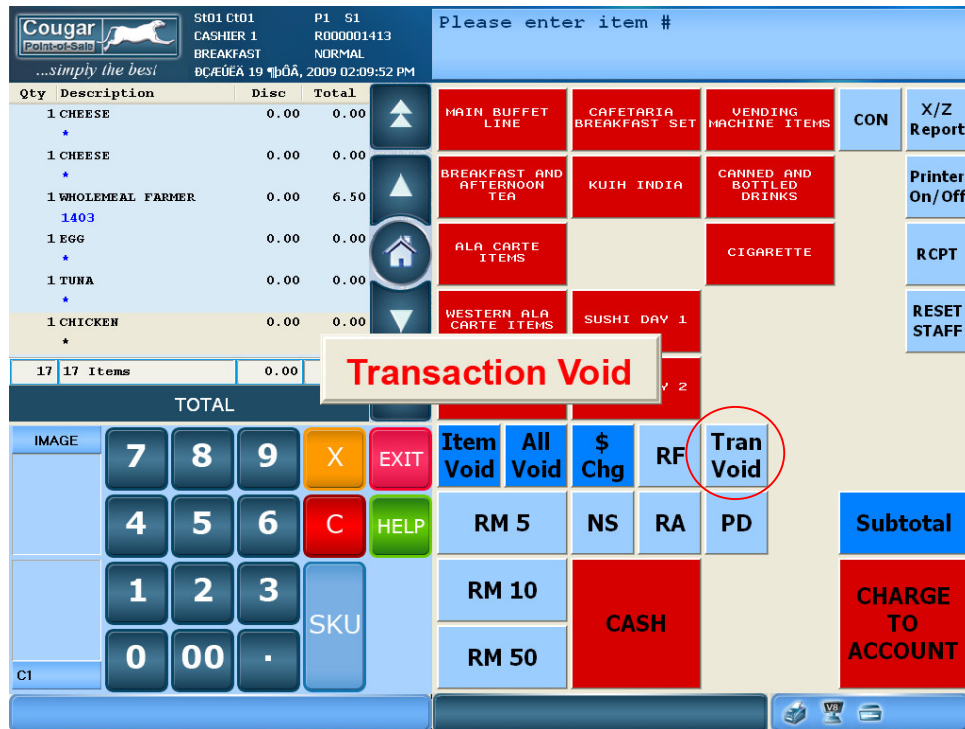 Cougar
Point-of-Sale
...simply the best
St01 Ct01 P1 S1
CASHIER 1 R000001413
BREAKFAST NORMAL
ÐÇÆÚËÄ 19 ¶þÔÂ, 2009 02:09:52 PM
Please enter item #
Qty Description Disc Total
1 CHEESE 0.00 0.00
*
1 CHEESE 0.00 0.00
*
1 WHOLEMEAL FARMER 0.00 6.50
1403
1 EGG 0.00 0.00
*
1 TUNA 0.00 0.00
*
1 CHICKEN 0.00 0.00
*
17 17 Items 0.00
TOTAL
Transaction Void
MAIN BUFFET
LINE
CAFETARIA
BREAKFAST SET
VENDING
MACHINE ITEMS
CON
X/Z
Report
BREAKFAST AND
AFTERNOON
TEA
KUIH INDIA
CANNED AND
BOTTLED
DRINKS
Printer
On/Off
ALA CARTE
ITEMS
CIGARETTE
RCPT
WESTERN ALA
CARTE ITEMS
SUSHI DAY 1
RESET
STAFF
Y 2
IMAGE
7 8 9 X EXIT
4 5 6 C HELP
1 2 3
SKU
0 00 .
C1
Item
Void
All
Void
$
Chg
RF
Tran
Void
RM 5
NS
RA
PD
Subtotal
RM 10
CASH
CHARGE
TO
ACCOUNT
RM 50
V8